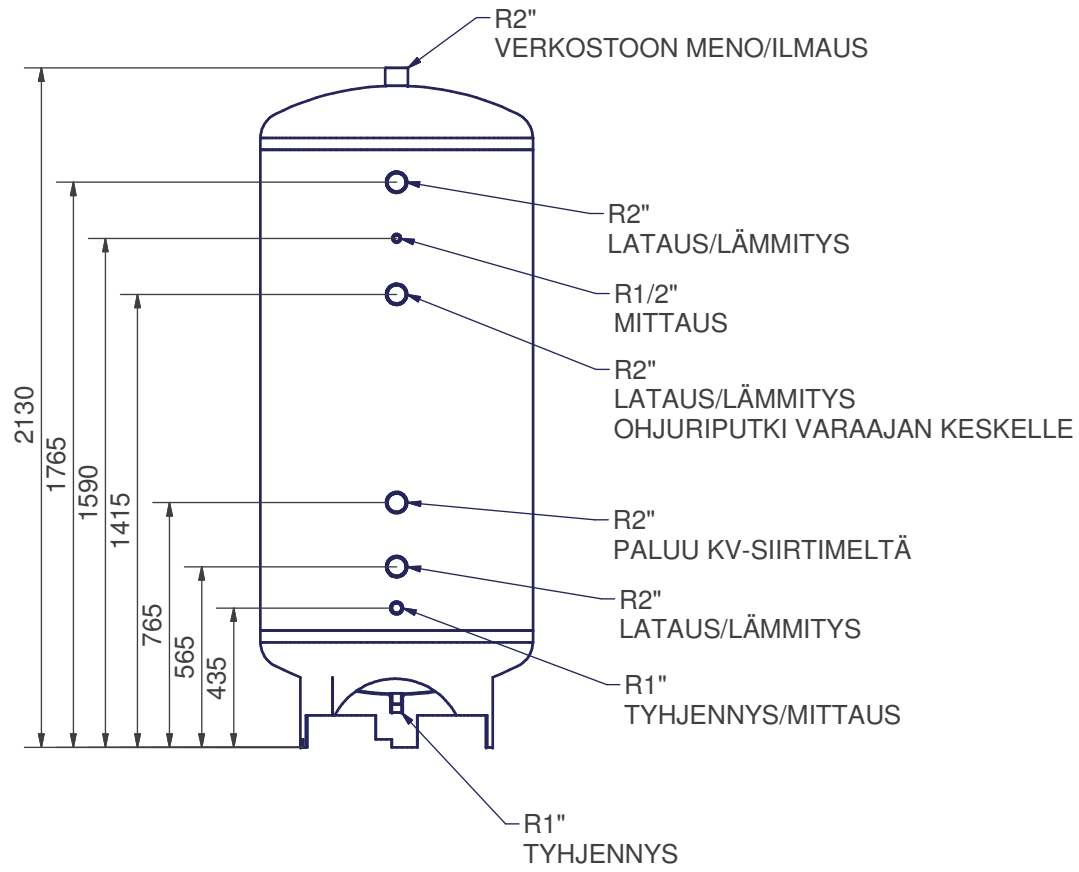 R2"
VERKOSTOON MENO/ILMAUS
R2"
LATAUS/LÄMMITYS
R1/2"
MITTAUS
R2"
LATAUS/LÄMMITYS
OHJURIPUTKI VARAAJAN KESKELLE
R2"
PALUU KV-SIIRTIMELTÄ
R2"
LATAUS/LÄMMITYS
R1"
TYHJENNYS/MITTAUS
R1"
TYHJENNYS
2130
1765
1590
1415
765
565
435